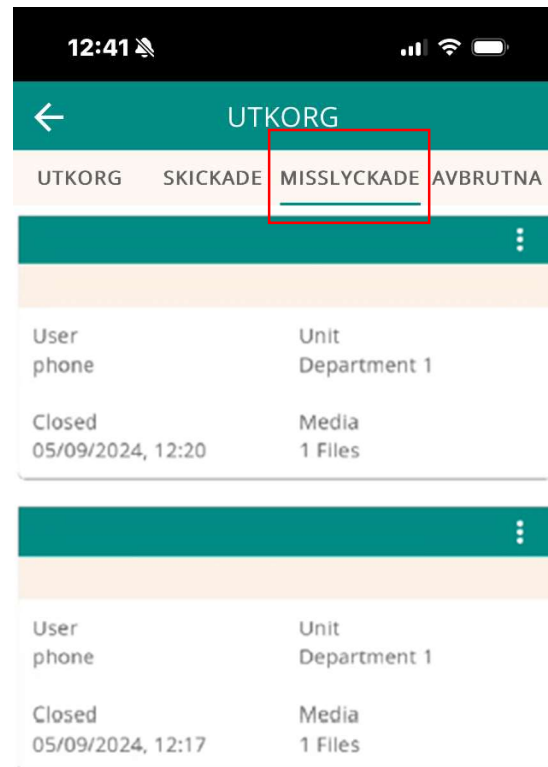 12:41
UTKORG
UTKORG SKICKADE MISSLYCKADE AVBRUTNA
User Unit
phone Department 1
Closed Media
05/09/2024, 12:20 1 Files
User Unit
phone Department 1
Closed Media
05/09/2024, 12:17 1 Files